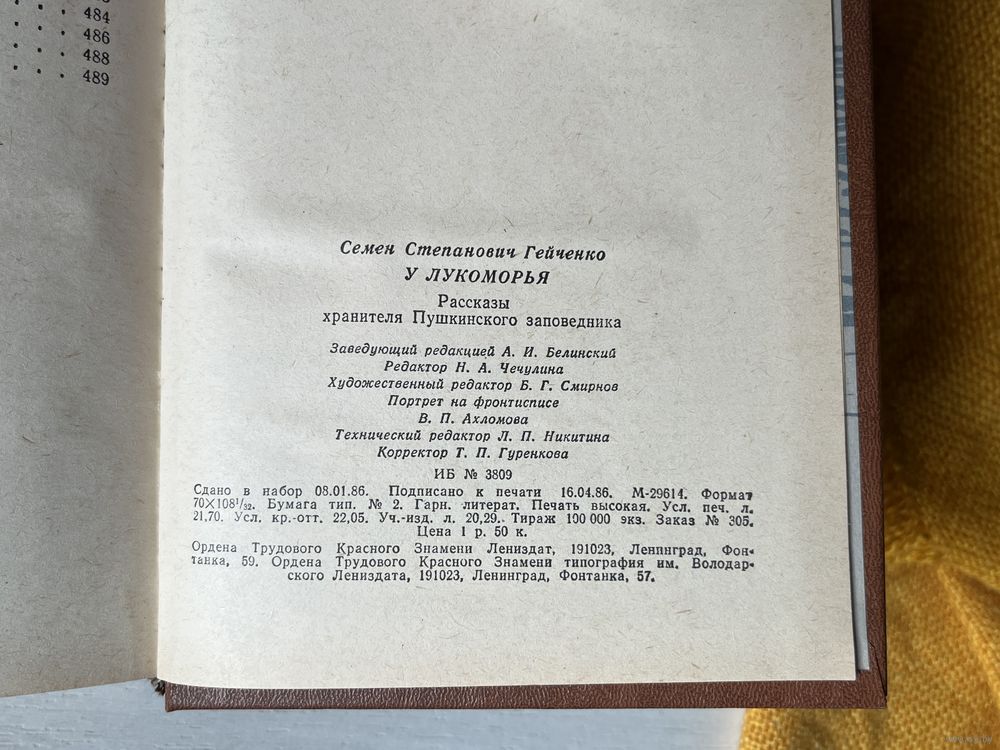 484
486
488
489
Семен Степанович Гейченко
У ЛУКОМОРЬЯ
Рассказы
хранителя Пушкинского заповедника
Заведующий редакцией А. И. Белинский
Редактор Н. А. Чечулина
Художественный редактор Б. Г. Смирнов
Портрет на фронтисписе
В. П. Ахломова
Технический редактор Л. П. Никитина
Корректор Т. П. Гуренкова
ИБ № 3809
Сдано в набор 08.01.86. Подписано к печати 16.04.86. М-29614. Формат
70×108¹/₃₂. Бумага тип. № 2. Гарн. литерат. Печать высокая. Усл. печ. л.
21,70. Усл. кр.-отт. 22,05. Уч.-изд. л. 20,29. Тираж 100 000 экз. Заказ № 305.
Цена 1 р. 50 к.
Ордена Трудового Красного Знамени Лениздат, 191023, Ленинград, Фон-
танка, 59. Ордена Трудового Красного Знамени типография им. Володар-
ского Лениздата, 191023, Ленинград, Фонтанка, 57.